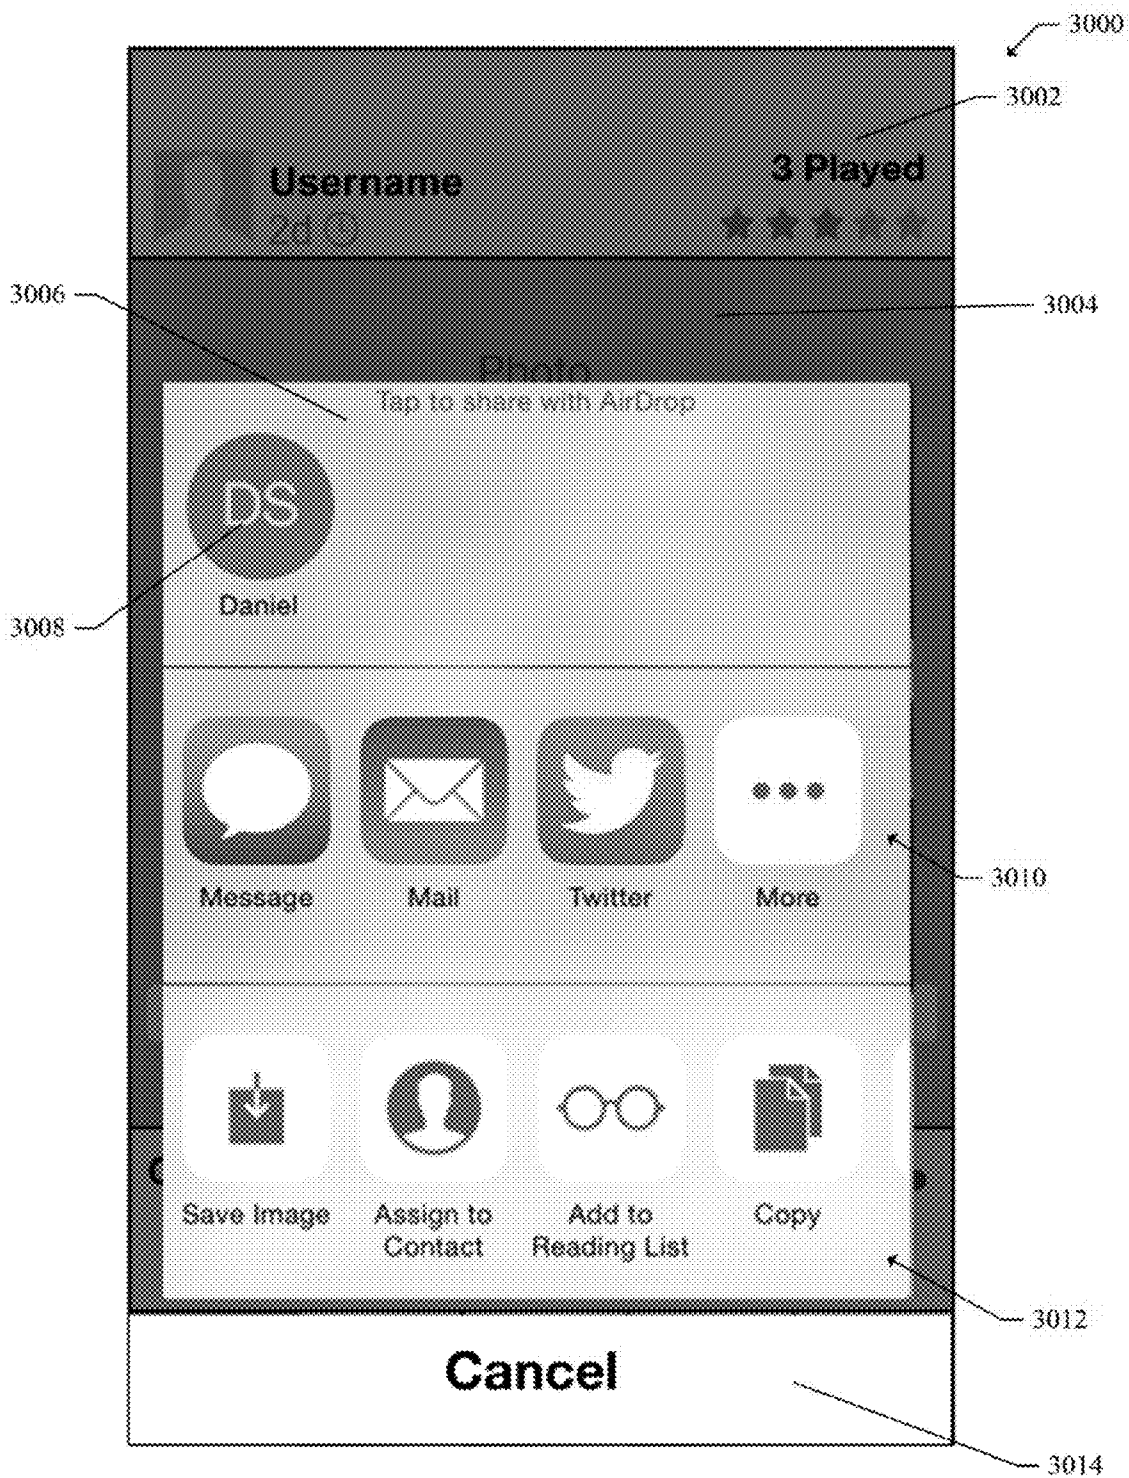 3000
3002
Username
3 Played
2d
3006
3004
Photo
Tap to share with AirDrop
DS
Daniel
3008
Message Mail Twitter More
3010
Save Image Assign to Contact Add to Reading List Copy
3012
Cancel
3014